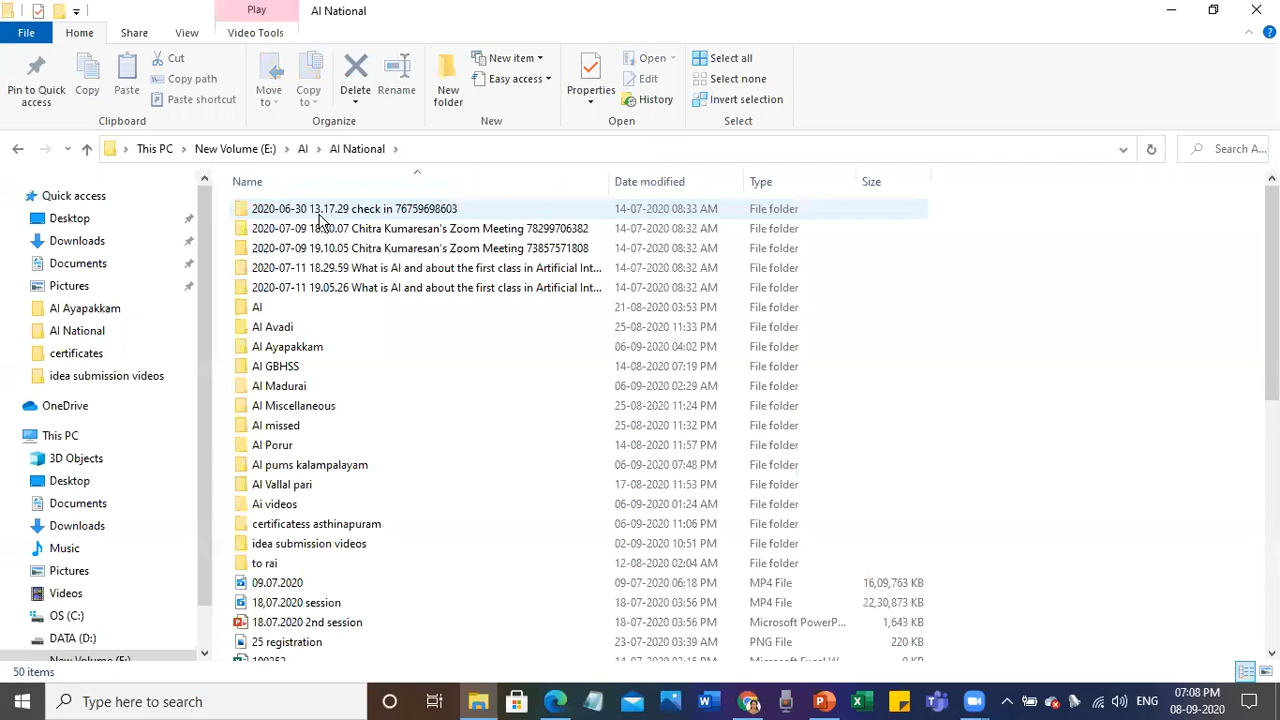 Play
AI National
File
Home
Share
View
Video Tools
Pin to Quick access
Copy
Paste
Cut
Copy path
Paste shortcut
Move to
Copy to
Delete
Rename
New folder
New item
Easy access
Properties
Open
Edit
History
Select all
Select none
Invert selection
Clipboard
Organize
New
Open
Select
This PC > New Volume (E:) > AI > AI National >
Search A...
Name Date modified Type Size
Quick access
Desktop
Downloads
Documents
Pictures
AI Ayapakkam
AI National
certificates
idea submission videos
OneDrive
This PC
3D Objects
Desktop
Documents
Downloads
Music
Pictures
Videos
OS (C:)
DATA (D:)
New Volume (E:)
2020-06-30 13.17.29 check in 76759698603 14-07-2020 08:33 AM File folder
2020-07-09 18.10.07 Chitra Kumaresan's Zoom Meeting 78299706382 14-07-2020 08:32 AM File folder
2020-07-09 19.10.05 Chitra Kumaresan's Zoom Meeting 73857571808 14-07-2020 08:32 AM File folder
2020-07-11 18.29.59 What is AI and about the first class in Artificial Int... 14-07-2020 08:32 AM File folder
2020-07-11 19.05.26 What is AI and about the first class in Artificial Int... 14-07-2020 08:32 AM File folder
AI 21-08-2020 03:53 PM File folder
AI Avadi 25-08-2020 11:33 PM File folder
AI Ayapakkam 06-09-2020 04:02 PM File folder
AI GBHSS 14-08-2020 07:19 PM File folder
AI Madurai 06-09-2020 02:29 AM File folder
AI Miscellaneous 25-08-2020 11:24 PM File folder
AI missed 25-08-2020 11:32 PM File folder
AI Porur 14-08-2020 11:57 PM File folder
AI pums kalampalayam 06-09-2020 07:48 PM File folder
AI Vallal pari 17-08-2020 11:53 PM File folder
Ai videos 06-09-2020 01:24 AM File folder
certificatess asthinapuram 06-09-2020 11:06 PM File folder
idea submission videos 02-09-2020 10:51 PM File folder
to rai 12-08-2020 02:04 AM File folder
09.07.2020 09-07-2020 06:18 PM MP4 File 16,09,763 KB
18,07.2020 session 18-07-2020 03:56 PM MP4 File 22,30,873 KB
18.07.2020 2nd session 18-07-2020 03:56 PM Microsoft PowerP... 1,643 KB
25 registration 23-07-2020 03:39 AM PNG File 220 KB
50 items
Type here to search
ENG
07:08 PM
08-09-2020